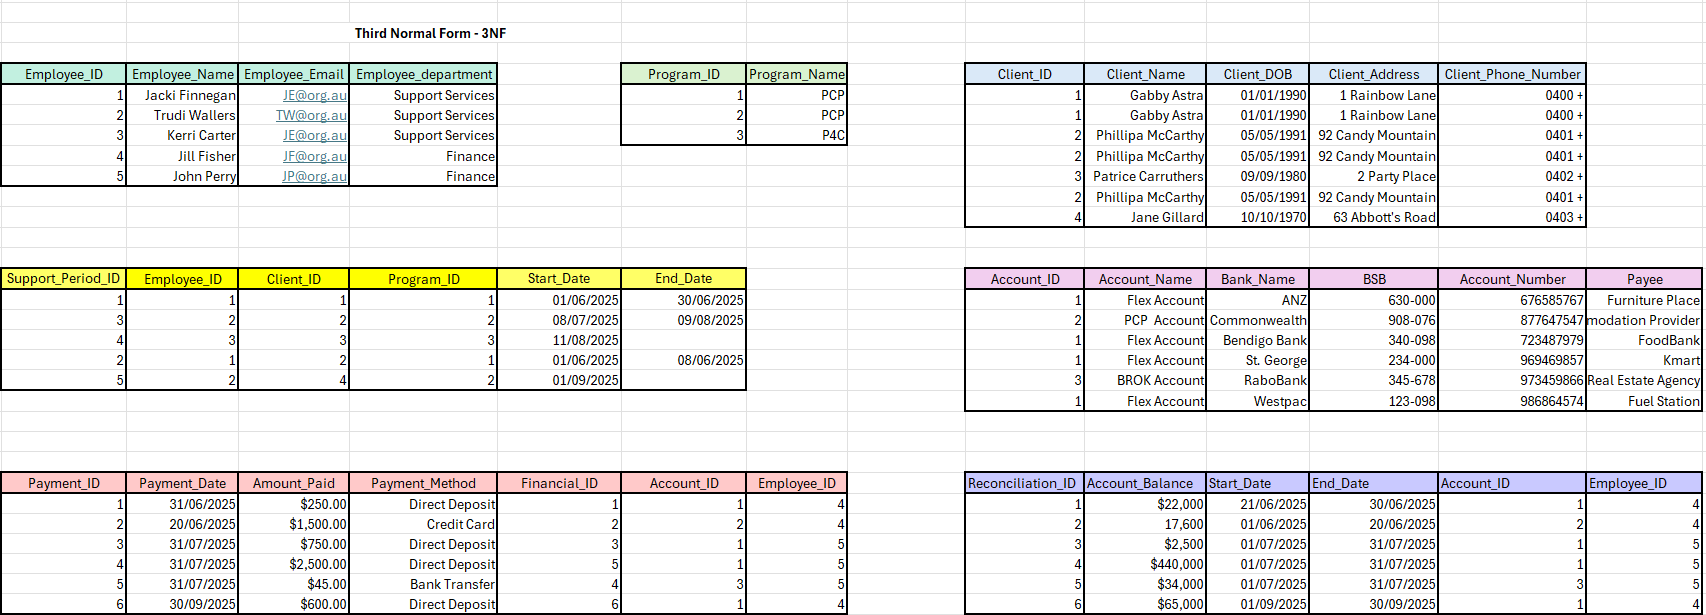 Third Normal Form - 3NF
Employee_ID Employee_Name Employee_Email Employee_department Program_ID Program_Name Client_ID Client_Name Client_DOB Client_Address Client_Phone_Number
1 Jacki Finnegan JE@org.au Support Services 1 PCP 1 Gabby Astra 01/01/1990 1 Rainbow Lane 0400 +
2 Trudi Wallers TW@org.au Support Services 2 PCP 1 Gabby Astra 01/01/1990 1 Rainbow Lane 0400 +
3 Kerri Carter JE@org.au Support Services 3 P4C 2 Phillipa McCarthy 05/05/1991 92 Candy Mountain 0401 +
4 Jill Fisher JF@org.au Finance 2 Phillipa McCarthy 05/05/1991 92 Candy Mountain 0401 +
5 John Perry JP@org.au Finance 3 Patrice Carruthers 09/09/1980 2 Party Place 0402 +
2 Phillipa McCarthy 05/05/1991 92 Candy Mountain 0401 +
4 Jane Gillard 10/10/1970 63 Abbott's Road 0403 +
Support_Period_ID Employee_ID Client_ID Program_ID Start_Date End_Date Account_ID Account_Name Bank_Name BSB Account_Number Payee
1 1 1 1 01/06/2025 30/06/2025 1 Flex Account ANZ 630-000 676585767 Furniture Place
3 2 2 2 08/07/2025 09/08/2025 2 PCP Account Commonwealth 908-076 877647547 modation Provider
4 3 3 3 11/08/2025 1 Flex Account Bendigo Bank 340-098 723487979 FoodBank
2 1 2 1 01/06/2025 08/06/2025 1 Flex Account St. George 234-000 969469857 Kmart
5 2 4 2 01/09/2025 3 BROK Account RaboBank 345-678 973459866 Real Estate Agency
1 Flex Account Westpac 123-098 986864574 Fuel Station
Payment_ID Payment_Date Amount_Paid Payment_Method Financial_ID Account_ID Employee_ID Reconciliation_ID Account_Balance Start_Date End_Date Account_ID Employee_ID
1 31/06/2025 $250.00 Direct Deposit 1 1 4 1 $22,000 21/06/2025 30/06/2025 1 4
2 20/06/2025 $1,500.00 Credit Card 2 2 4 2 17,600 01/06/2025 20/06/2025 2 4
3 31/07/2025 $750.00 Direct Deposit 3 1 5 3 $2,500 01/07/2025 31/07/2025 1 5
4 31/07/2025 $2,500.00 Direct Deposit 5 1 5 4 $440,000 01/07/2025 31/07/2025 1 5
5 31/07/2025 $45.00 Bank Transfer 4 3 5 5 $34,000 01/07/2025 31/07/2025 3 5
6 30/09/2025 $600.00 Direct Deposit 6 1 4 6 $65,000 01/09/2025 30/09/2025 1 4